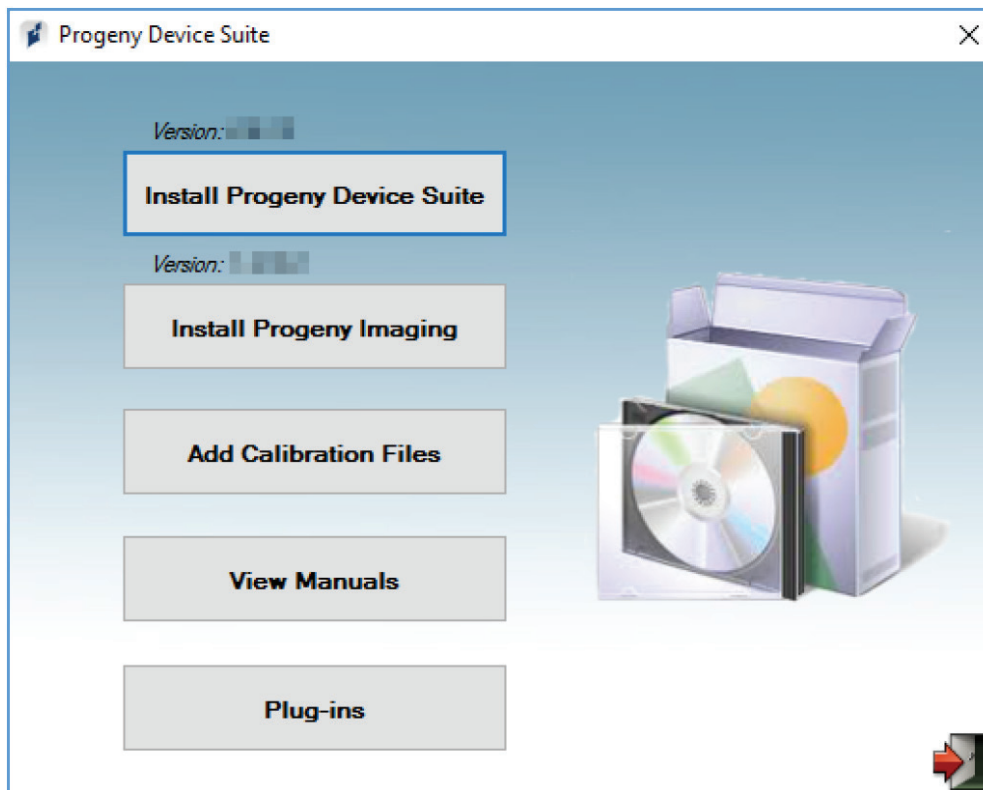 Progeny Device Suite
Version:
Install Progeny Device Suite
Version:
Install Progeny Imaging
Add Calibration Files
View Manuals
Plug-ins